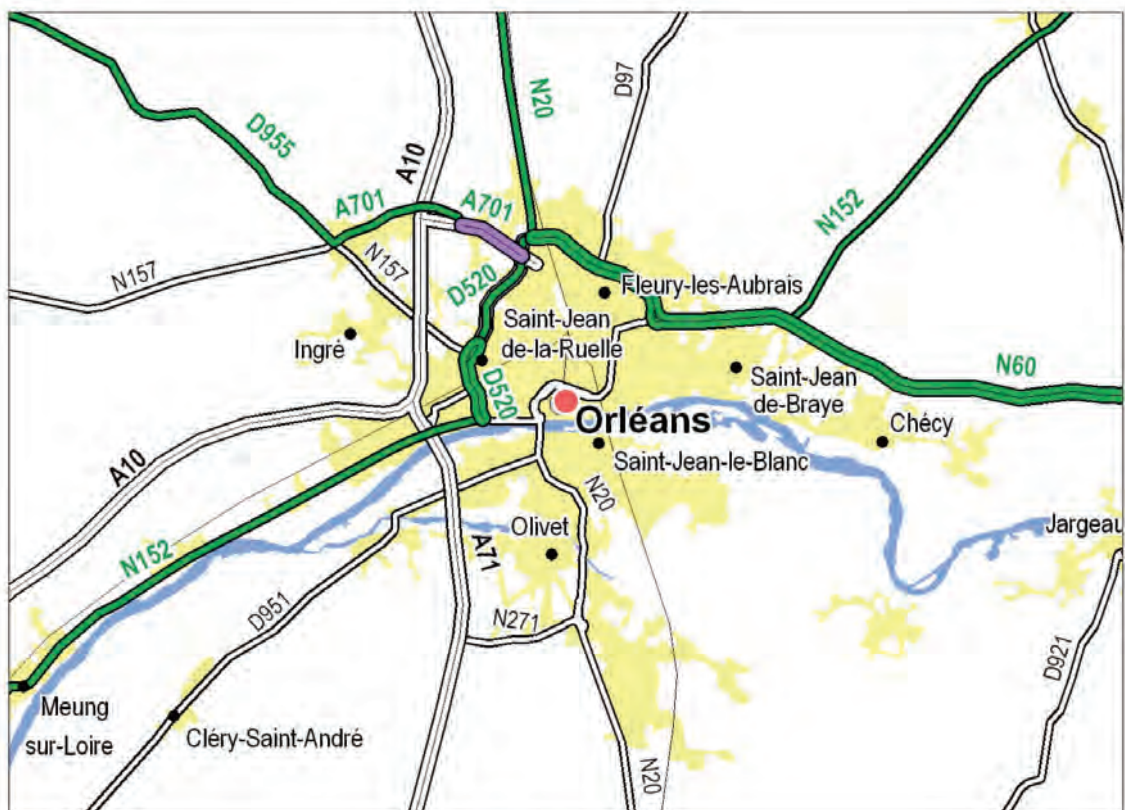 N20
D97
D955
A10
A701
A701
N152
N157
N157
D520
Fleury-les-Aubrais
Saint-Jean
de-la-Ruelle
Ingré
N60
Saint-Jean
de-Braye
D520
Orléans
Chécy
Saint-Jean-le-Blanc
A10
N20
Olivet
Jargeau
N152
A71
D951
N271
D921
Meung
sur-Loire
Cléry-Saint-André
N20